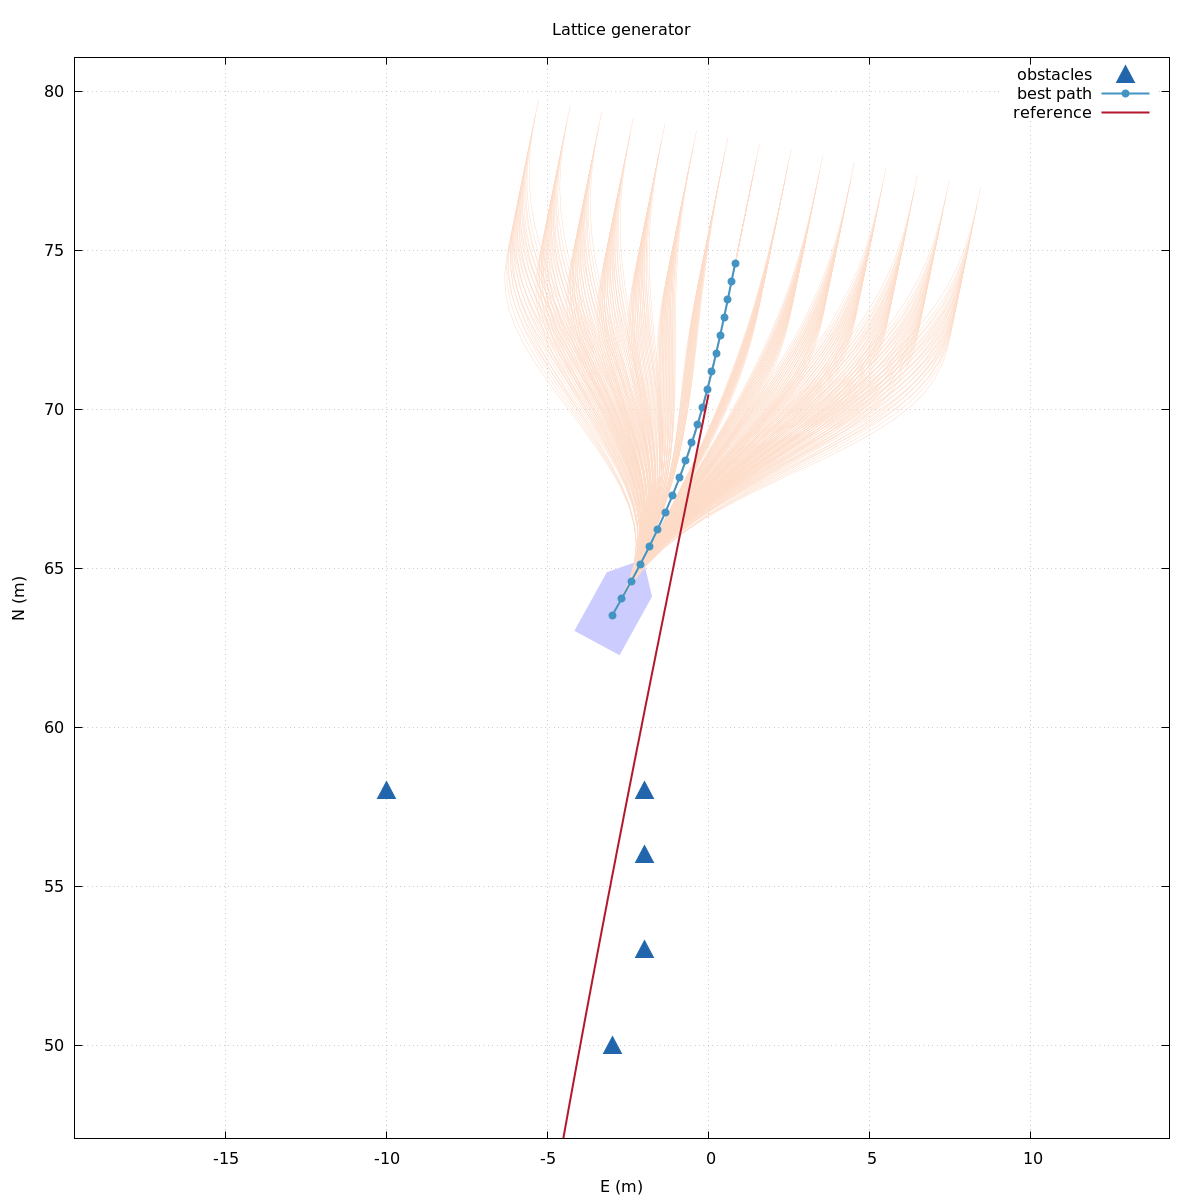 Lattice generator
obstacles
best path
reference
80
75
70
65
60
55
50
N (m)
-15 -10 -5 0 5 10
E (m)